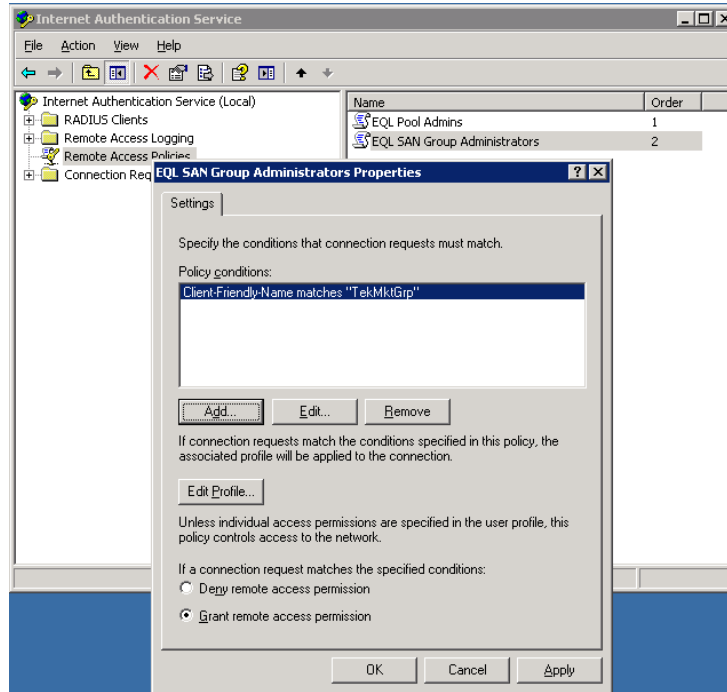 Internet Authentication Service
File Action View Help
Internet Authentication Service (Local)
RADIUS Clients
Remote Access Logging
Remote Access Policies
Connection Req
Name Order
EQL Pool Admins 1
EQL SAN Group Administrators 2
EQL SAN Group Administrators Properties
Settings
Specify the conditions that connection requests must match.
Policy conditions:
Client-Friendly-Name matches "TekMktGrp"
Add... Edit... Remove
If connection requests match the conditions specified in this policy, the
associated profile will be applied to the connection.
Edit Profile...
Unless individual access permissions are specified in the user profile, this
policy controls access to the network.
If a connection request matches the specified conditions:
Deny remote access permission
Grant remote access permission
OK Cancel Apply